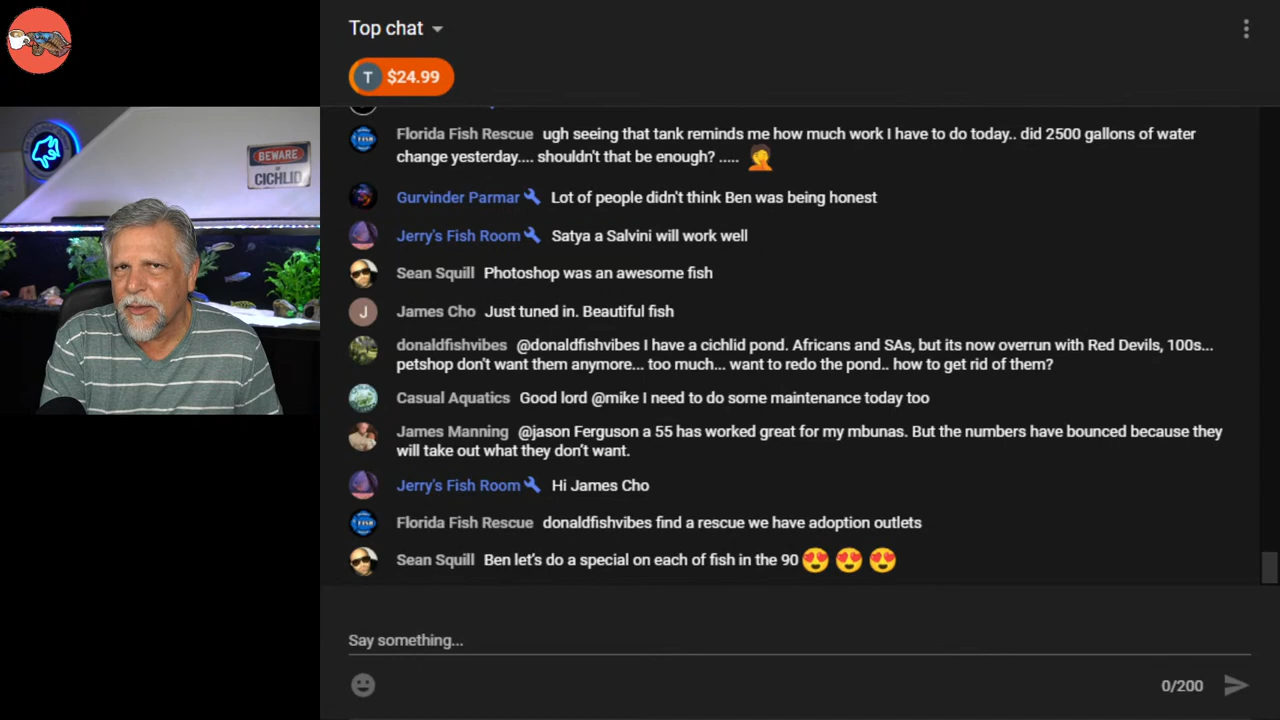 Top chat
T $24.99
Florida Fish Rescue ugh seeing that tank reminds me how much work I have to do today.. did 2500 gallons of water
change yesterday.... shouldn't that be enough? .....
Gurvinder Parmar Lot of people didn't think Ben was being honest
Jerry's Fish Room Satya a Salvini will work well
Sean Squill Photoshop was an awesome fish
J James Cho Just tuned in. Beautiful fish
donaldfishvibes @donaldfishvibes I have a cichlid pond. Africans and SAs, but its now overrun with Red Devils, 100s...
petshop don't want them anymore... too much... want to redo the pond.. how to get rid of them?
Casual Aquatics Good lord @mike I need to do some maintenance today too
James Manning @jason Ferguson a 55 has worked great for my mbunas. But the numbers have bounced because they
will take out what they don't want.
Jerry's Fish Room Hi James Cho
FISH Florida Fish Rescue donaldfishvibes find a rescue we have adoption outlets
Sean Squill Ben let's do a special on each of fish in the 90 😍 😍 😍
Say something...
0/200
BEWARE
CICHLID